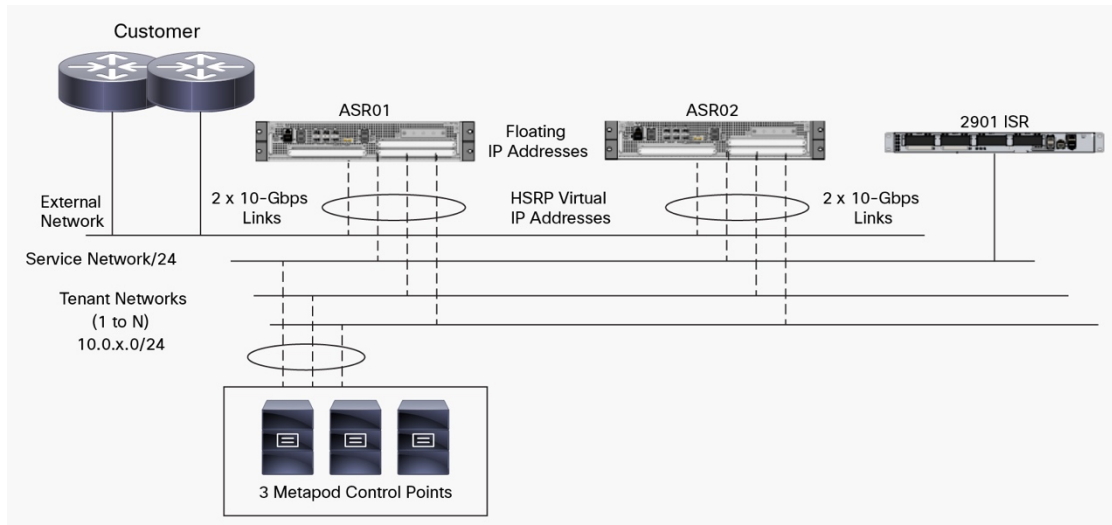 Customer
ASR01
Floating
IP Addresses
ASR02
2901 ISR
External
Network
2 x 10-Gbps
Links
HSRP Virtual
IP Addresses
2 x 10-Gbps
Links
Service Network/24
Tenant Networks
(1 to N)
10.0.x.0/24
3 Metapod Control Points